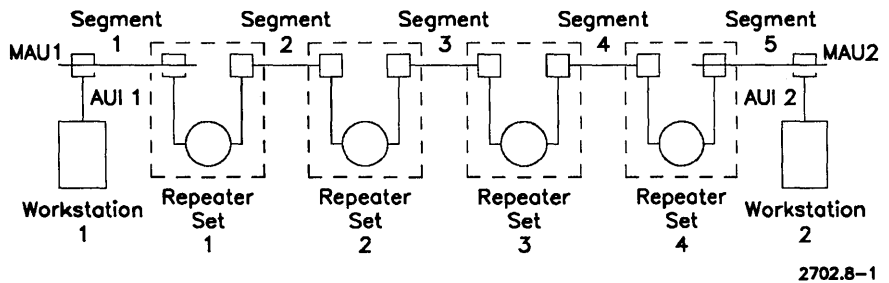 Segment 1
Segment 2
Segment 3
Segment 4
Segment 5
MAU1
MAU2
AUI 1
AUI 2
Workstation 1
Repeater Set 1
Repeater Set 2
Repeater Set 3
Repeater Set 4
Workstation 2
2702.8–1